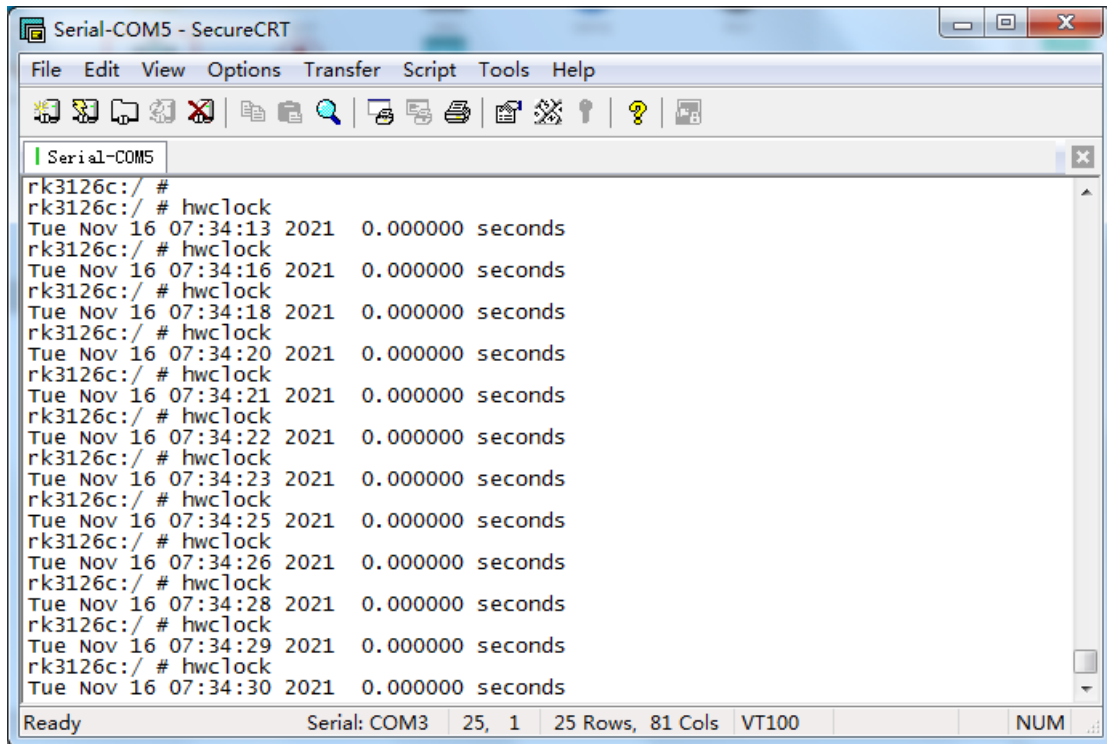 Serial-COM5 - SecureCRT
File Edit View Options Transfer Script Tools Help
Serial-COM5
rk3126c:/ #
rk3126c:/ # hwclock
Tue Nov 16 07:34:13 2021  0.000000 seconds
rk3126c:/ # hwclock
Tue Nov 16 07:34:16 2021  0.000000 seconds
rk3126c:/ # hwclock
Tue Nov 16 07:34:18 2021  0.000000 seconds
rk3126c:/ # hwclock
Tue Nov 16 07:34:20 2021  0.000000 seconds
rk3126c:/ # hwclock
Tue Nov 16 07:34:21 2021  0.000000 seconds
rk3126c:/ # hwclock
Tue Nov 16 07:34:22 2021  0.000000 seconds
rk3126c:/ # hwclock
Tue Nov 16 07:34:23 2021  0.000000 seconds
rk3126c:/ # hwclock
Tue Nov 16 07:34:25 2021  0.000000 seconds
rk3126c:/ # hwclock
Tue Nov 16 07:34:26 2021  0.000000 seconds
rk3126c:/ # hwclock
Tue Nov 16 07:34:28 2021  0.000000 seconds
rk3126c:/ # hwclock
Tue Nov 16 07:34:29 2021  0.000000 seconds
rk3126c:/ # hwclock
Tue Nov 16 07:34:30 2021  0.000000 seconds
Ready Serial: COM3 25, 1 25 Rows, 81 Cols VT100 NUM